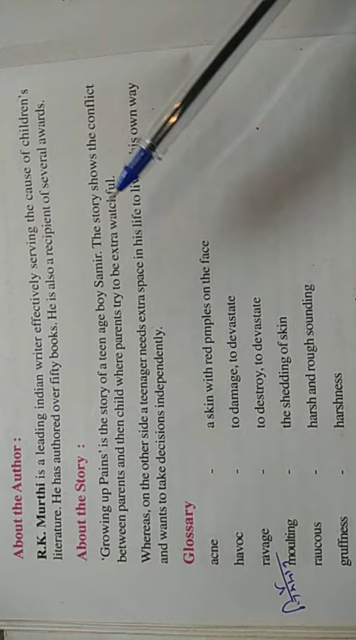 About the Author :
R.K. Murthi is a leading indian writer effectively serving the cause of children's
literature. He has authored over fifty books. He is also a recipient of several awards.
About the Story :
'Growing up Pains' is the story of a teen age boy Samir. The story shows the conflict
between parents and then child where parents try to be extra watchful.
Whereas, on the other side a teenager needs extra space in his life to own way
and wants to take decisions independently.
Glossary
acne - a skin with red pmples on the face
havoc - to damage, to devastate
ravage - to destroy, to devastate
moulting - the shedding of skin
raucous - harsh and rough sounding
gruffness - harshness